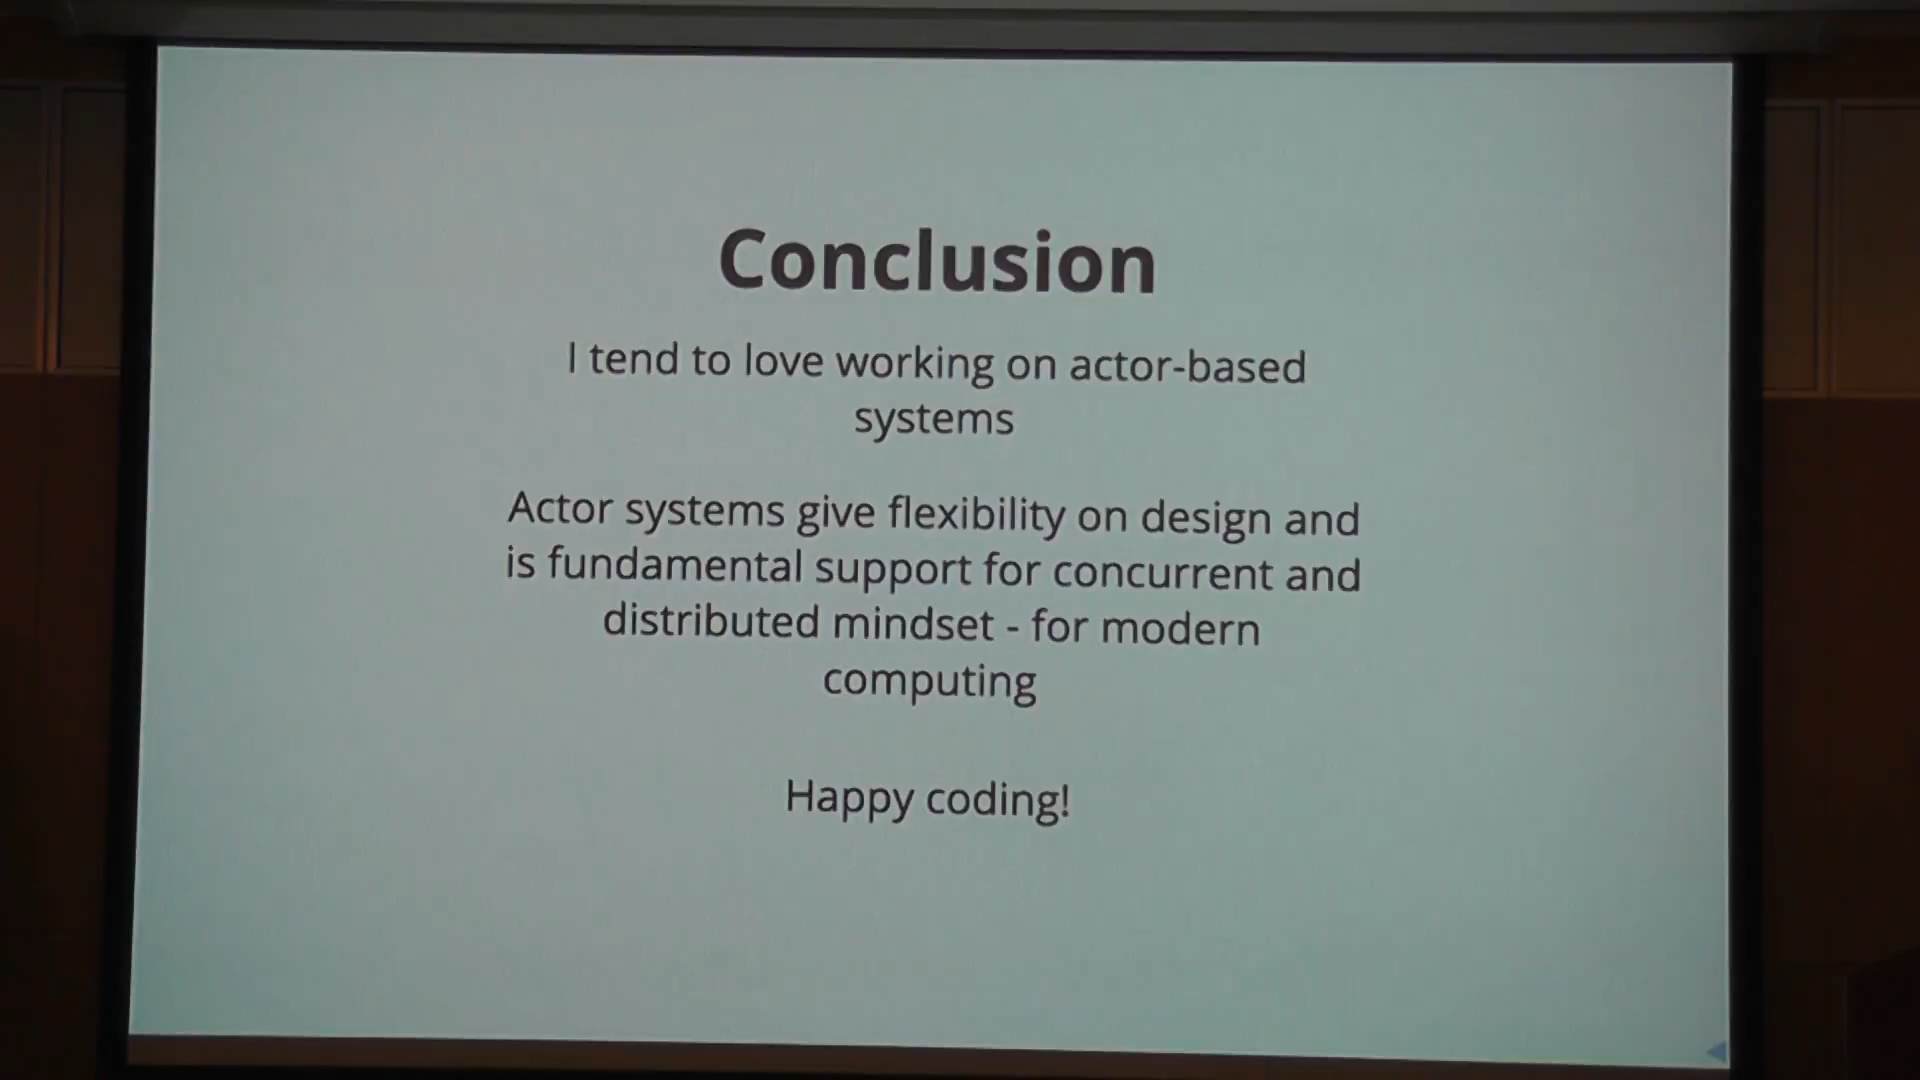 Conclusion
I tend to love working on actor-based
systems
Actor systems give flexibility on design and
is fundamental support for concurrent and
distributed mindset - for modern
computing
Happy coding!